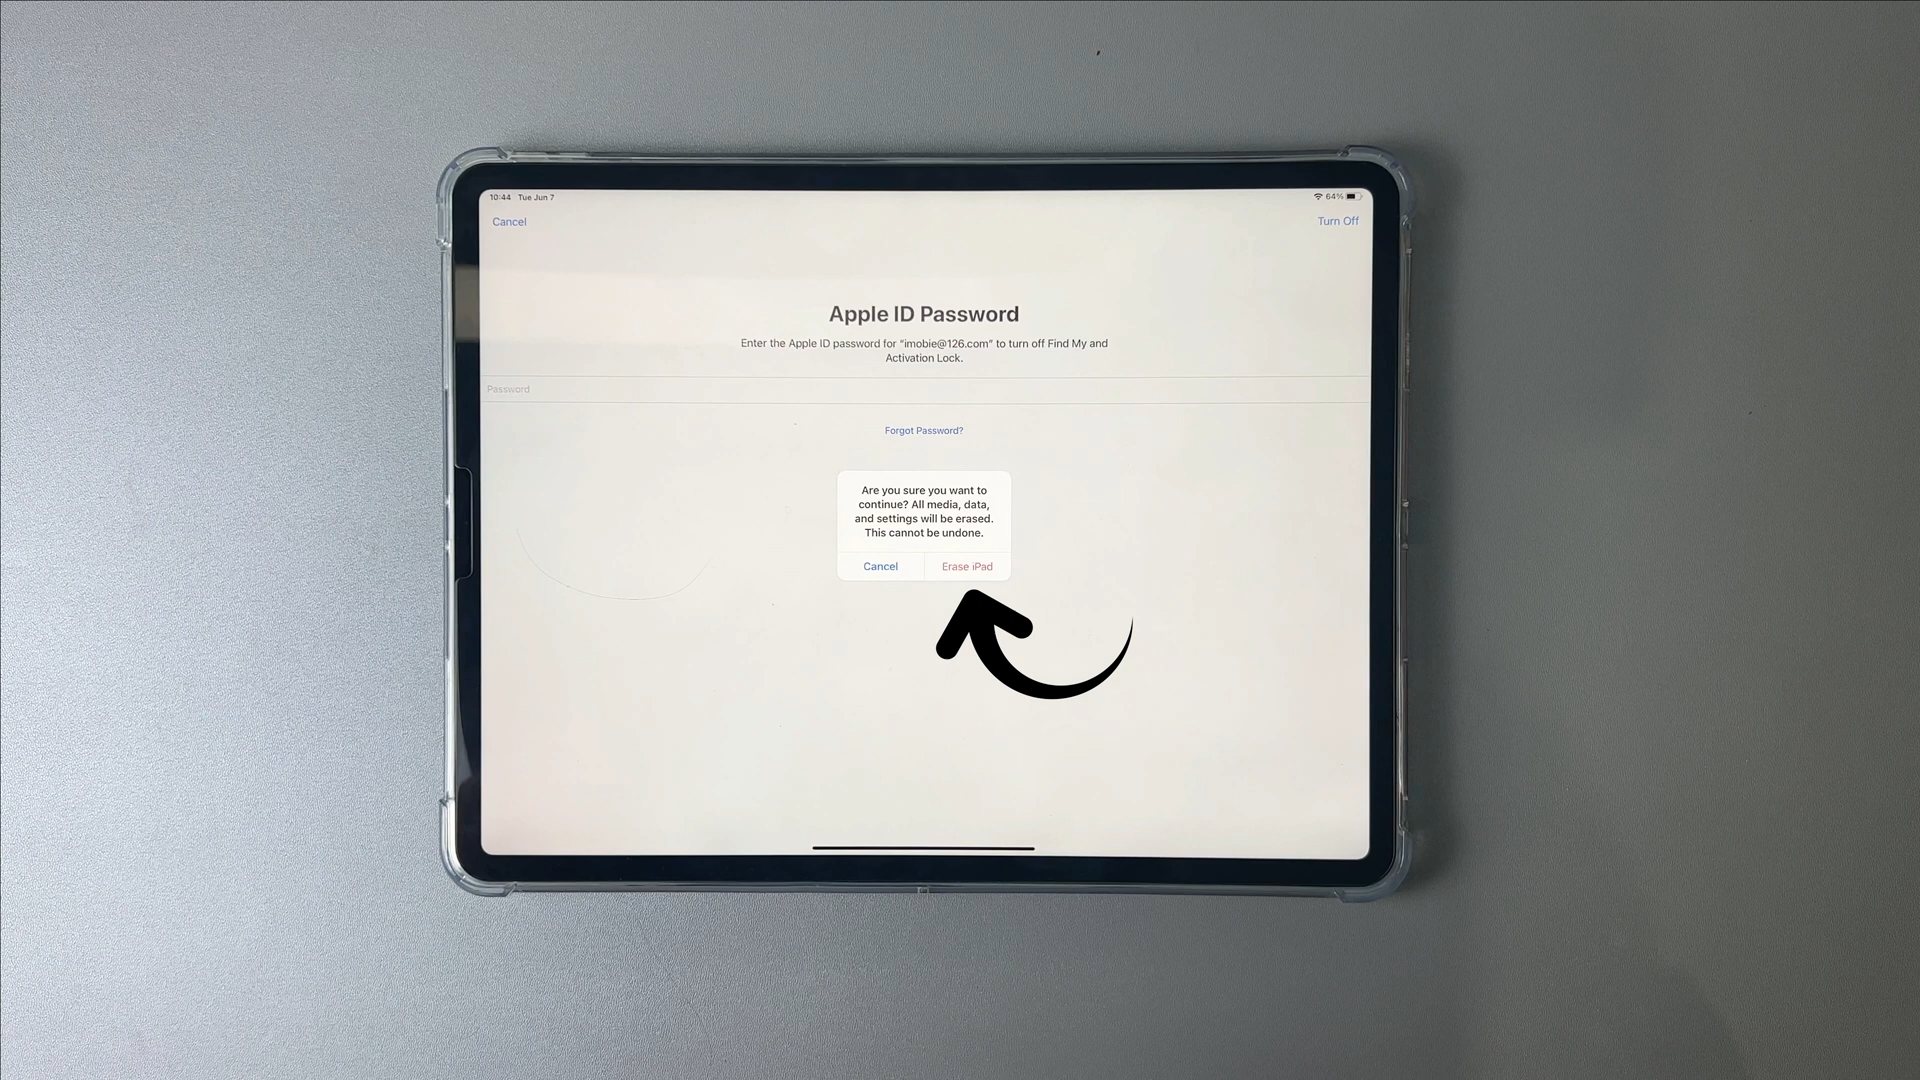 10:44 Tue Jun 7
64%
Cancel
Turn Off
Apple ID Password
Enter the Apple ID password for “imobie@126.com” to turn off Find My and
Activation Lock.
Password
Forgot Password?
Are you sure you want to
continue? All media, data,
and settings will be erased.
This cannot be undone.
Cancel
Erase iPad